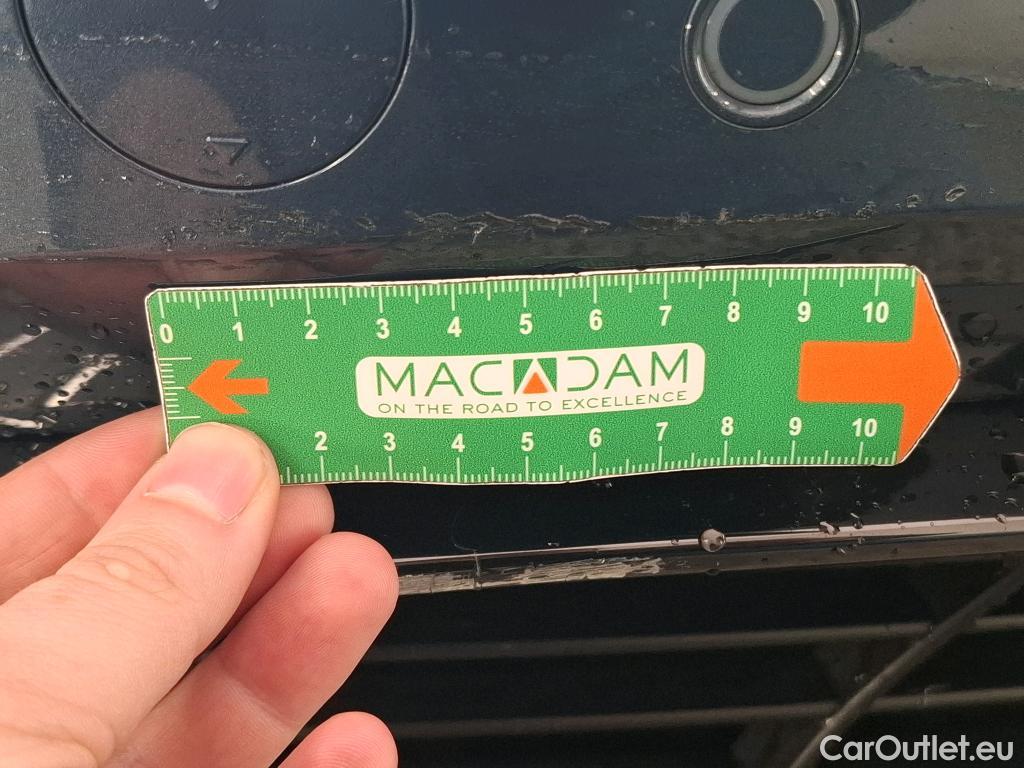 0 1 2 3 4 5 6 7 8 9 10
MACADAM
ON THE ROAD TO EXCELLENCE
2 3 4 5 6 7 8 9 10
CarOutlet.eu